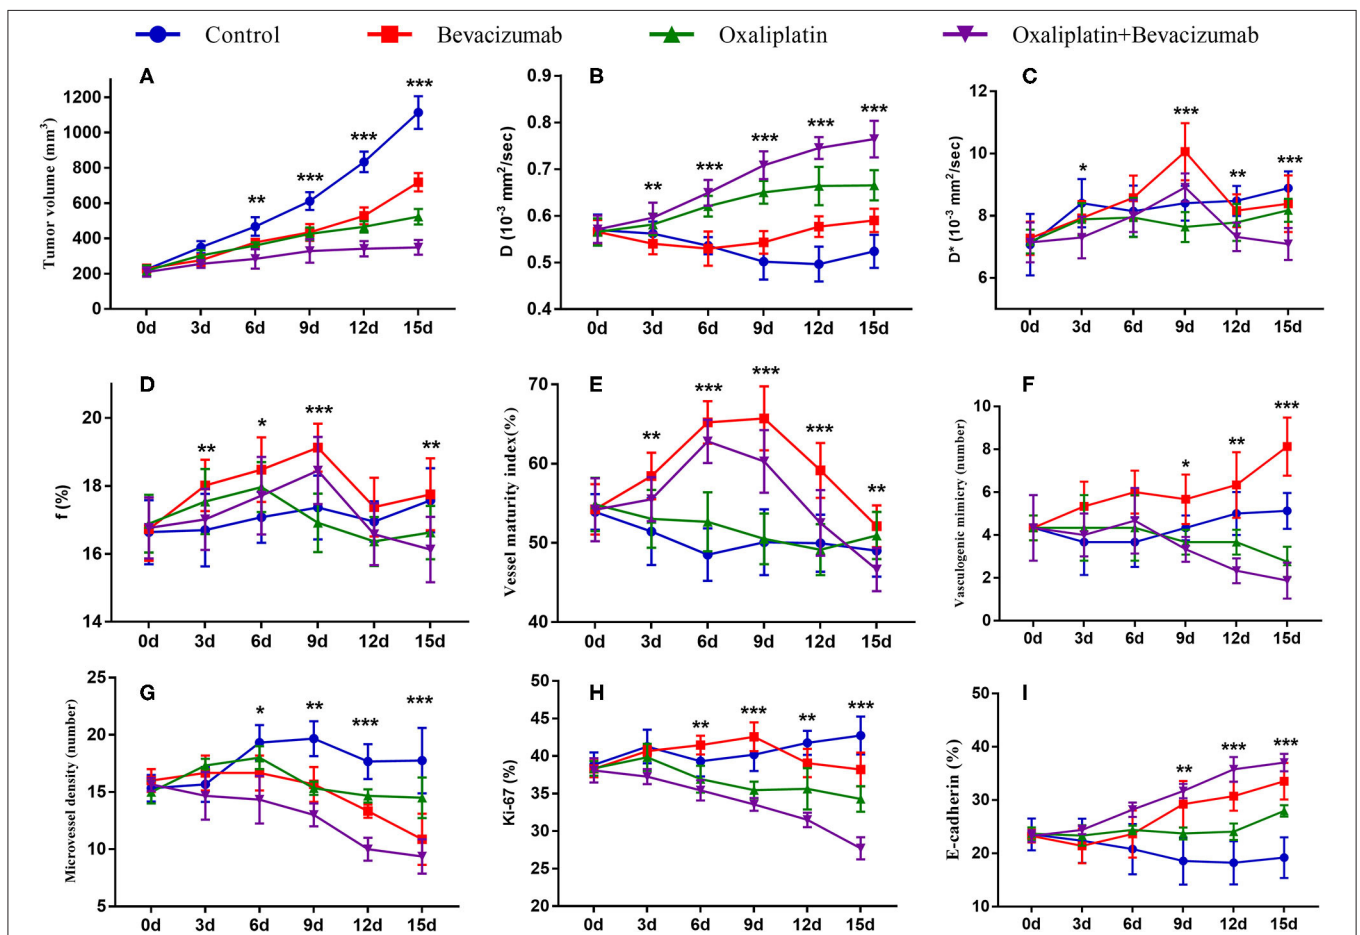 Control Bevacizumab Oxaliplatin Oxaliplatin+Bevacizumab
A
Tumor volume (mm³)
1200
1000
800
600
400
200
0
** *** *** ***
0d 3d 6d 9d 12d 15d
B
D (10⁻³ mm²/sec)
0.9
0.8
0.7
0.6
0.5
0.4
** *** *** *** ***
0d 3d 6d 9d 12d 15d
C
D* (10⁻³ mm²/sec)
12
10
8
6
* *** ** ***
0d 3d 6d 9d 12d 15d
D
f (%)
20
18
16
14
** * *** **
0d 3d 6d 9d 12d 15d
E
Vessel maturity index(%)
70
60
50
40
** *** *** *** **
0d 3d 6d 9d 12d 15d
F
Vasculogenic mimicry (number)
10
8
6
4
2
0
* ** ***
0d 3d 6d 9d 12d 15d
G
Microvessel density (number)
25
20
15
10
5
* ** *** ***
0d 3d 6d 9d 12d 15d
H
Ki-67 (%)
50
45
40
35
30
25
20
** *** ** ***
0d 3d 6d 9d 12d 15d
I
E-cadherin (%)
50
40
30
20
10
** *** ***
0d 3d 6d 9d 12d 15d